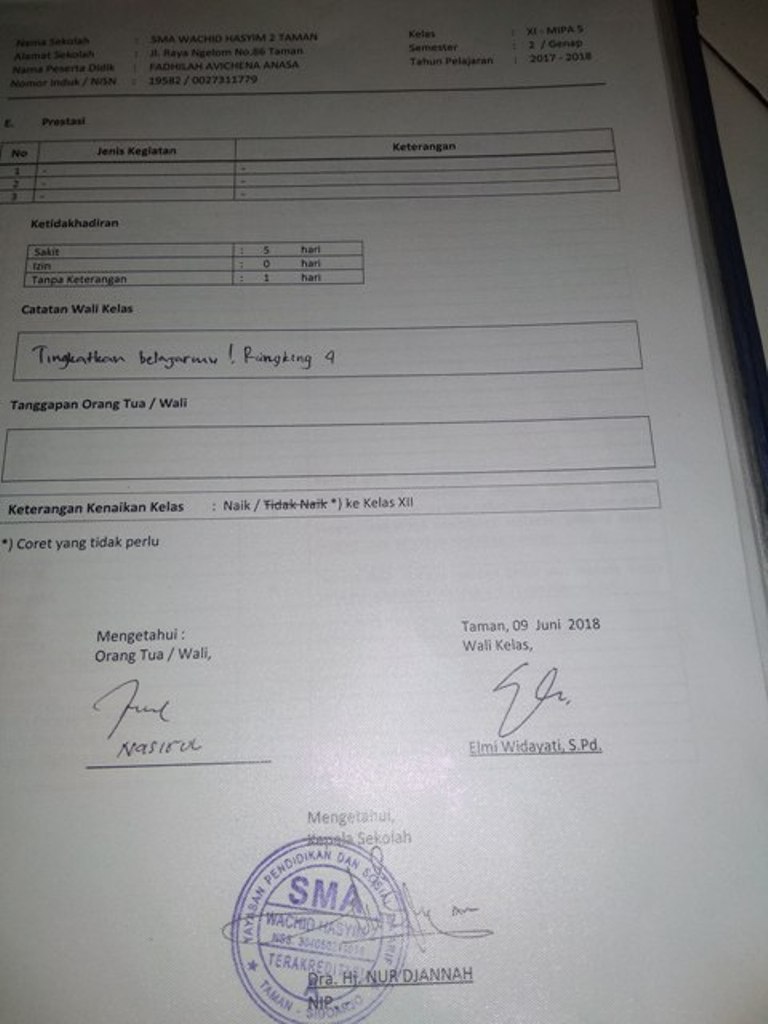 Nama Sekolah : SMA WACHID HASYIM 2 TAMAN Kelas : XI - MIPA 5
Alamat Sekolah : Jl. Raya Ngelom No.86 Taman Semester : 2 / Genap
Nama Peserta Didik : FADHILAH AVICHENA ANASA Tahun Pelajaran : 2017 - 2018
Nomor Induk / NISN : 19582 / 0027311779
E. Prestasi
No Jenis Kegiatan Keterangan
1 - -
2 - -
3 - -
Ketidakhadiran
Sakit : 5 hari
Izin : 0 hari
Tanpa Keterangan : 1 hari
Catatan Wali Kelas
Tingkatkan belajarmu ! Rangking 4
Tanggapan Orang Tua / Wali
Keterangan Kenaikan Kelas : Naik / Tidak Naik *) ke Kelas XII
*) Coret yang tidak perlu
Mengetahui : Taman, 09 Juni 2018
Orang Tua / Wali, Wali Kelas,
Nasirul
Elmi Widayati, S.Pd.
Mengetahui,
Kepala Sekolah
YAYASAN PENDIDIKAN DAN SOSIAL MA'ARIF
SMA
WACHID HASYIM
NSS.
TERAKREDITASI
A
TAMAN - SIDOARJO
Dra. Hj. NUR DJANNAH
NIP. -